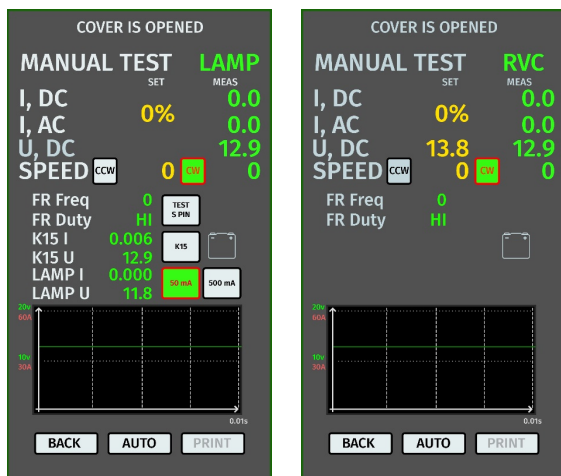 COVER IS OPENED
MANUAL TEST LAMP
SET MEAS
I, DC 0.0
0%
I, AC 0.0
U, DC 12.9
SPEED CCW 0 CW 0
FR Freq 0 TEST S PIN
FR Duty HI
K15 I 0.006 K15
K15 U 12.9
LAMP I 0.000 50 mA 500 mA
LAMP U 11.8
20v
60A
10v
30A
0.01s
BACK AUTO PRINT
COVER IS OPENED
MANUAL TEST RVC
SET MEAS
I, DC 0.0
0%
I, AC 0.0
U, DC 13.8 12.9
SPEED CCW 0 CW 0
FR Freq 0
FR Duty HI
20v
60A
10v
30A
0.01s
BACK AUTO PRINT